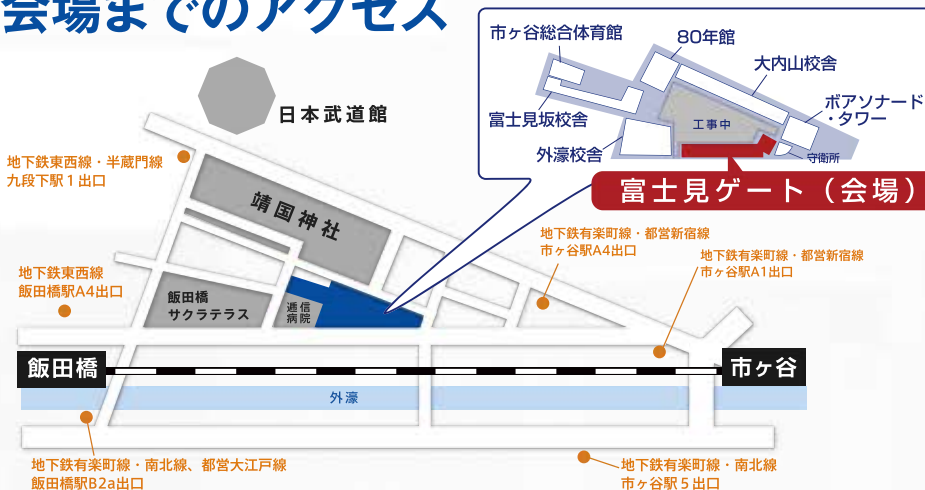 会場までのアクセス
市ヶ谷総合体育館
80年館
大内山校舎
ボアソナード
・タワー
富士見坂校舎
工事中
外濠校舎
守衛所
富士見ゲート（会場）
日本武道館
地下鉄東西線・半蔵門線
九段下駅１出口
靖国神社
地下鉄有楽町線・都営新宿線
市ヶ谷駅A4出口
地下鉄有楽町線・都営新宿線
市ヶ谷駅A1出口
地下鉄東西線
飯田橋駅A4出口
飯田橋
サクラテラス
逓信
病院
飯田橋
市ヶ谷
外濠
地下鉄有楽町線・南北線、都営大江戸線
飯田橋駅B2a出口
地下鉄有楽町線・南北線
市ヶ谷駅５出口